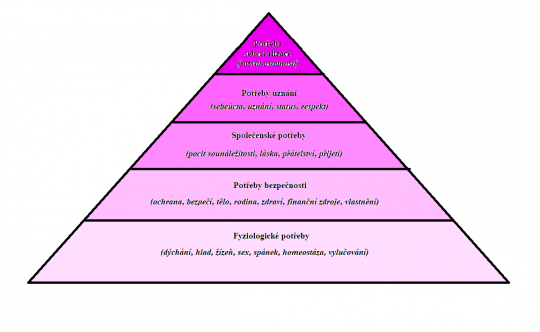 Potřeba
seberealizace
(rozvoj osobnosti)
Potřeby uznání
(sebeúcta, uznání, status, respekt)
Společenské potřeby
(pocit sounáležitosti, láska, přátelství, přijetí)
Potřeby bezpečnosti
(ochrana, bezpečí, tělo, rodina, zdraví, finanční zdroje, vlastnění)
Fyziologické potřeby
(dýchání, hlad, žízeň, sex, spánek, homeostáza, vylučování)